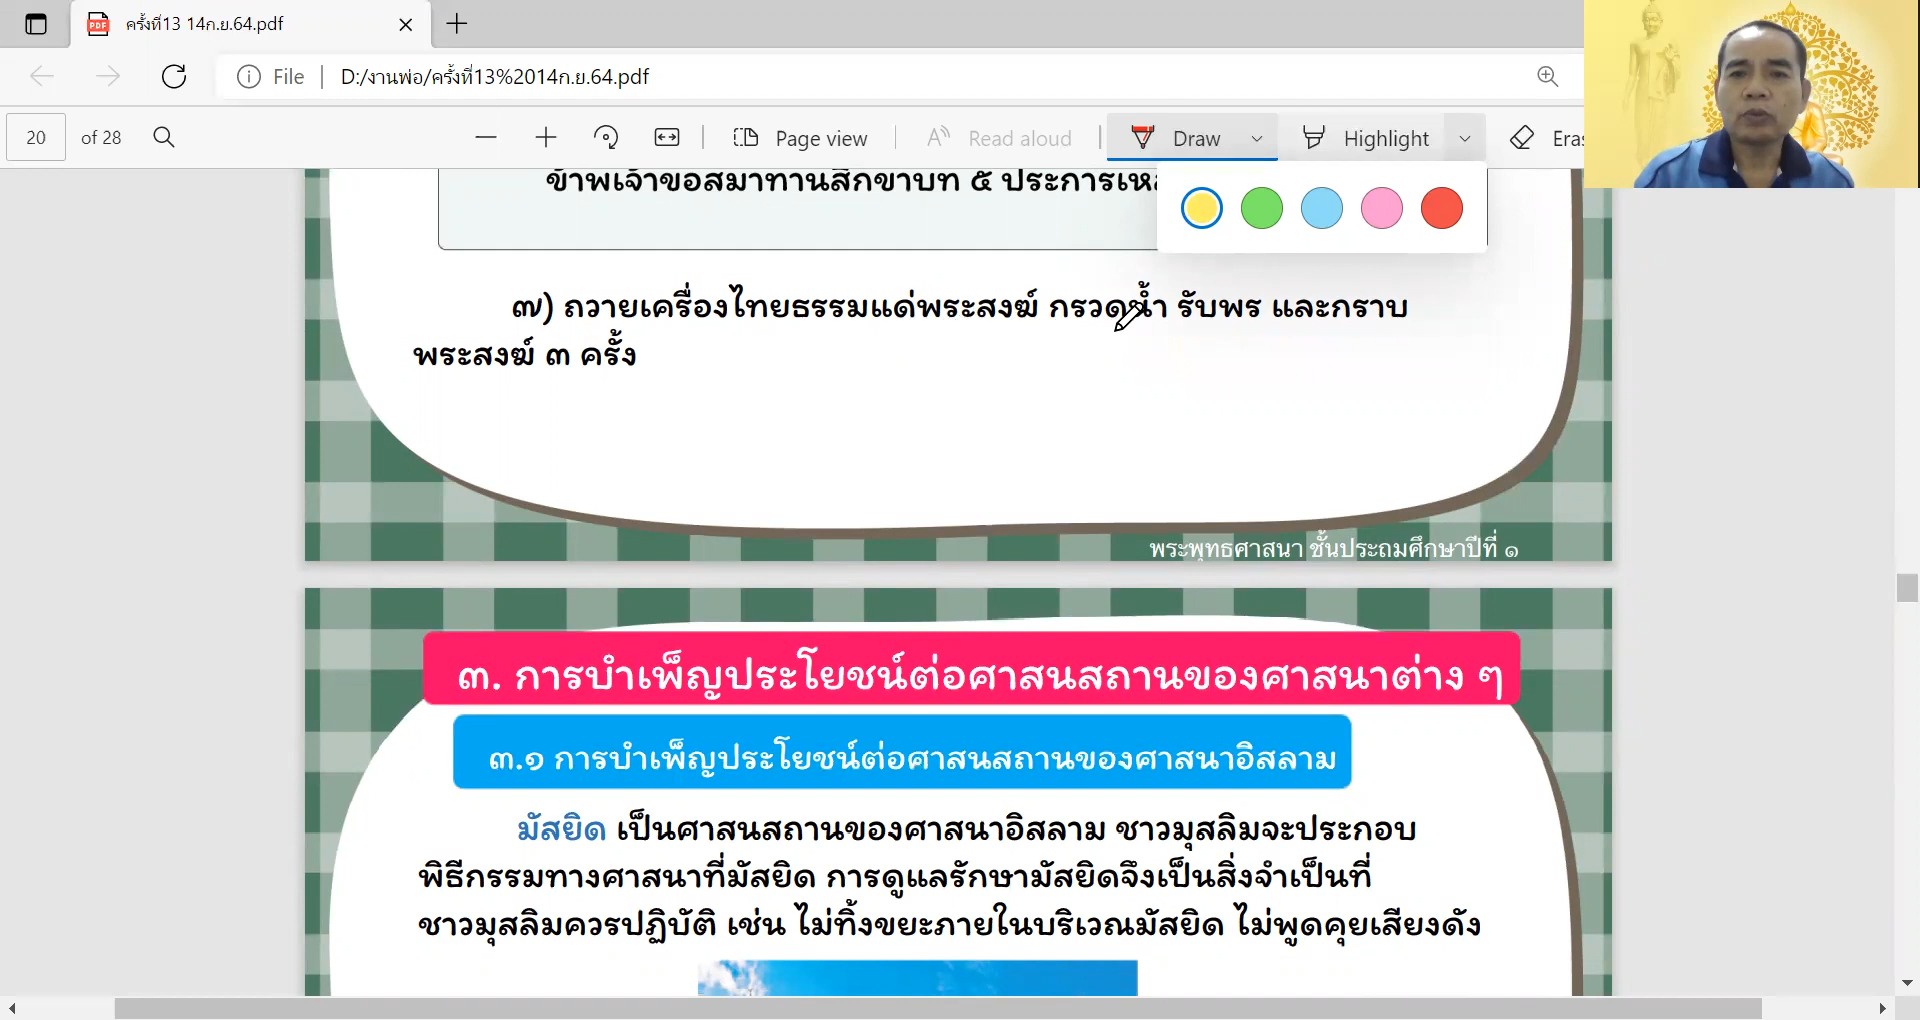 ครั้งที่13 14ก.ย.64.pdf
File
D:/งานพ่อ/ครั้งที่13%2014ก.ย.64.pdf
20 of 28
Page view
Read aloud
Draw
Highlight
Eras
ข้าพเจ้าขอสมาทานสิกขาบท ๕ ประการ
๗) ถวายเครื่องไทยธรรมแด่พระสงฆ์ กรวดน้ำ รับพร และกราบ
พระสงฆ์ ๓ ครั้ง
พระพุทธศาสนา ชั้นประถมศึกษาปีที่ ๑
๓. การบำเพ็ญประโยชน์ต่อศาสนสถานของศาสนาต่าง ๆ
๓.๑ การบำเพ็ญประโยชน์ต่อศาสนสถานของศาสนาอิสลาม
มัสยิด เป็นศาสนสถานของศาสนาอิสลาม ชาวมุสลิมจะประกอบ
พิธีกรรมทางศาสนาที่มัสยิด การดูแลรักษามัสยิดจึงเป็นสิ่งจำเป็นที่
ชาวมุสลิมควรปฏิบัติ เช่น ไม่ทิ้งขยะภายในบริเวณมัสยิด ไม่พูดคุยเสียงดัง